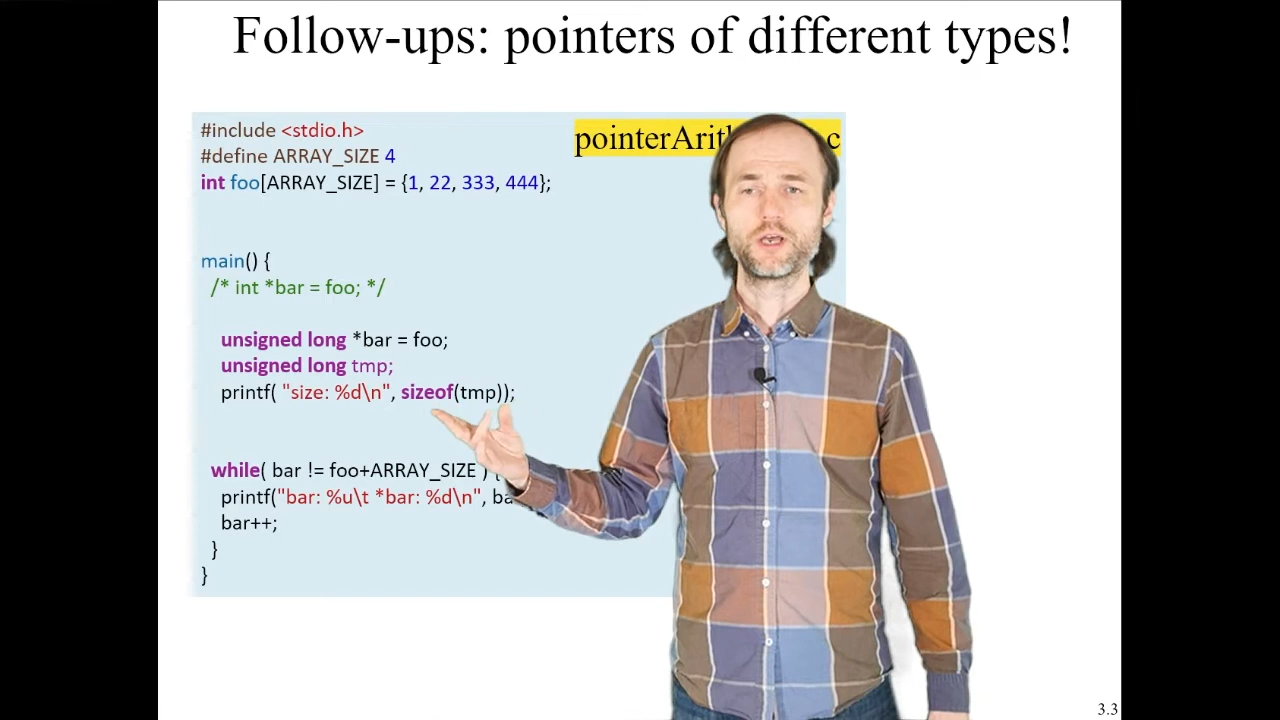 Follow-ups: pointers of different types!
#include <stdio.h>
#define ARRAY_SIZE 4
int foo[ARRAY_SIZE] = {1, 22, 333, 444};
main() {
/* int *bar = foo; */
unsigned long *bar = foo;
unsigned long tmp;
printf( "size: %d\n", sizeof(tmp));
while( bar != foo+ARRAY_SIZE ) {
printf("bar: %u\t *bar: %d\n",
bar++;
}
}
3.3